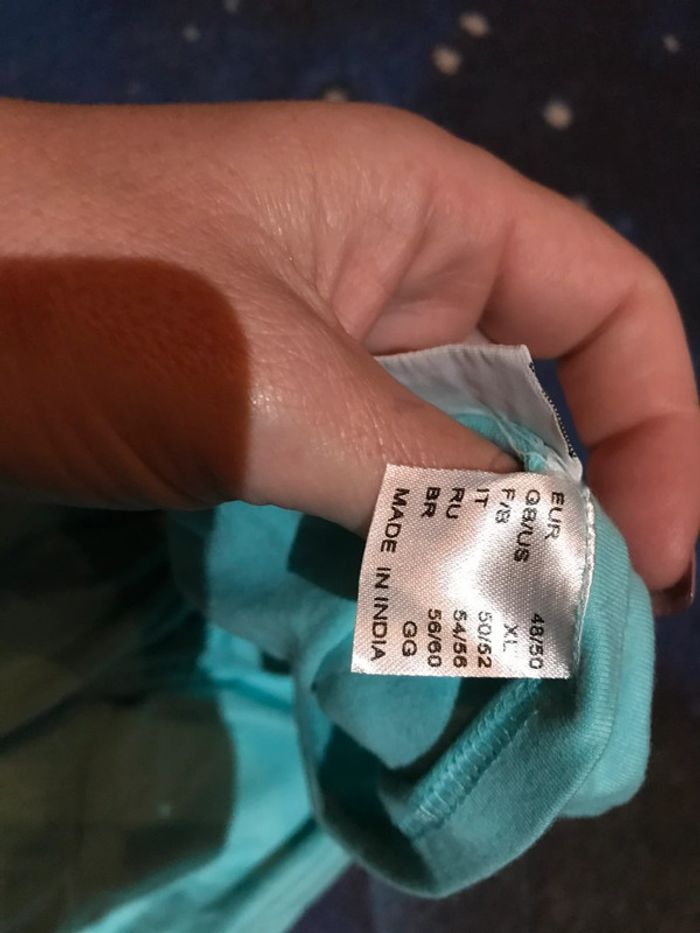 EUR 48/50
GB/US XL
F/B 50/52
IT 54/56
RU 56/60
BR GG
MADE IN INDIA